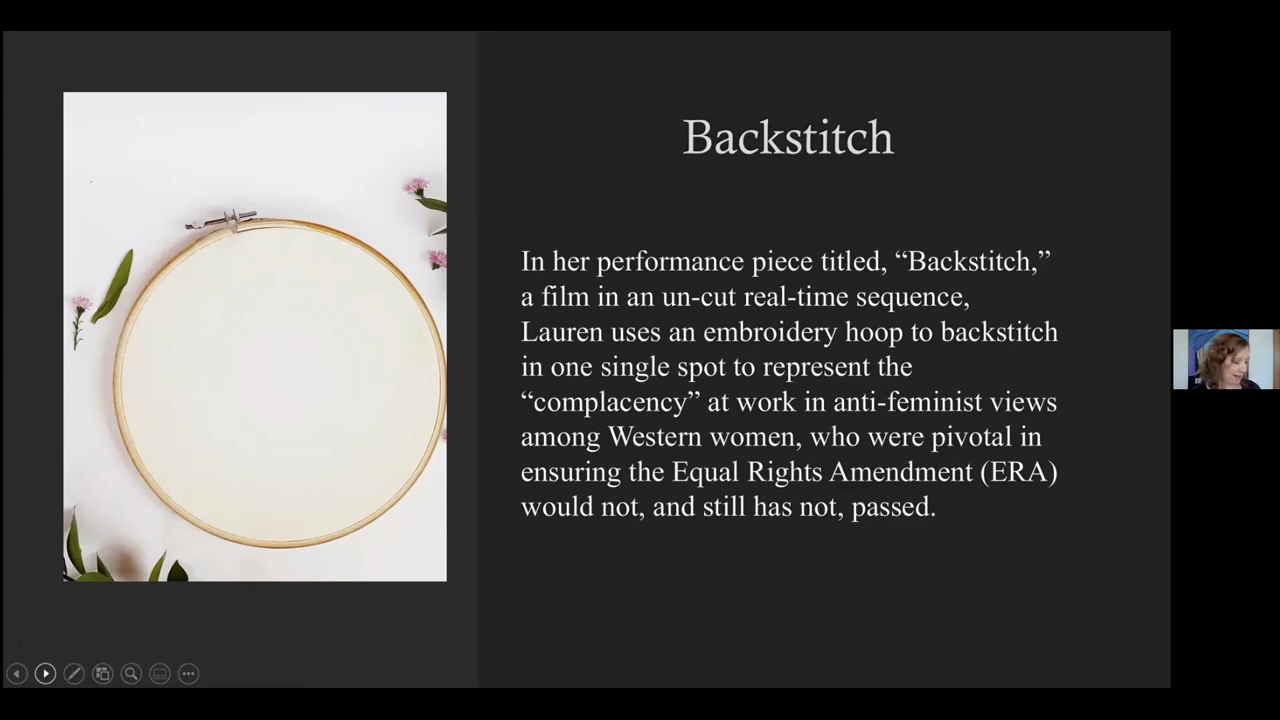 Backstitch
In her performance piece titled, “Backstitch,”
a film in an un-cut real-time sequence,
Lauren uses an embroidery hoop to backstitch
in one single spot to represent the
“complacency” at work in anti-feminist views
among Western women, who were pivotal in
ensuring the Equal Rights Amendment (ERA)
would not, and still has not, passed.